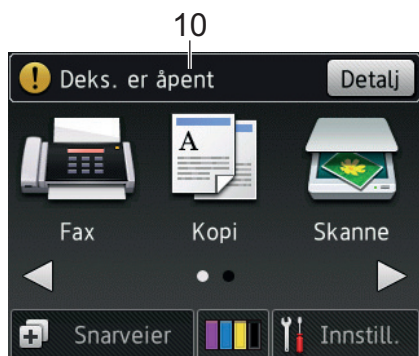 10
Deks. er åpent Detalj
A
Fax Kopi Skanne
Snarveier Innstill.